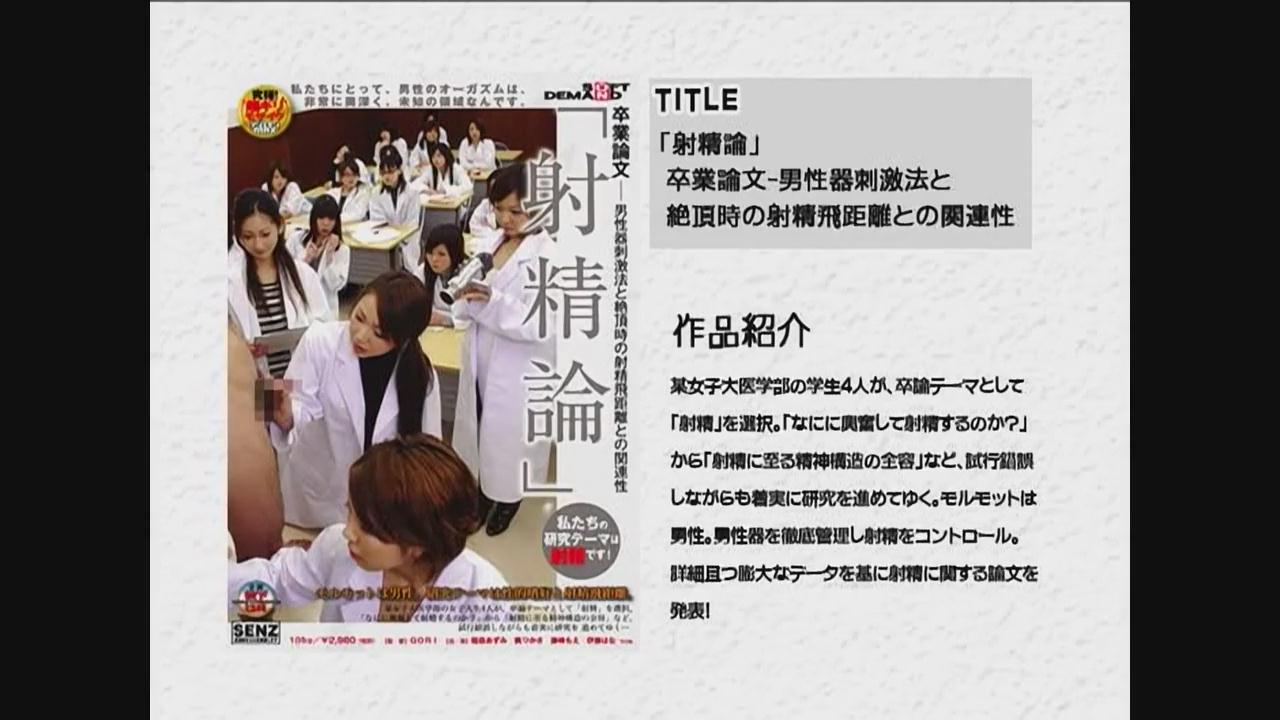 私たちにとって、男性のオーガズムは、
非常に奥深く、未知の領域なんです。
SOFT
DEMAND
卒業論文―男性器刺激法と絶頂時の射精飛距離との関連性
「射精論」
私たちの
研究テーマは
射精です!
SENZ
TITLE
「射精論」
卒業論文-男性器刺激法と
絶頂時の射精飛距離との関連性
作品紹介
某女子大医学部の学生4人が、卒論テーマとして
「射精」を選択。「なにに興奮して射精するのか?」
から「射精に至る精神構造の全容」など、試行錯誤
しながらも着実に研究を進めてゆく。モルモットは
男性。男性器を徹底管理し射精をコントロール。
詳細且つ膨大なデータを基に射精に関する論文を
発表!